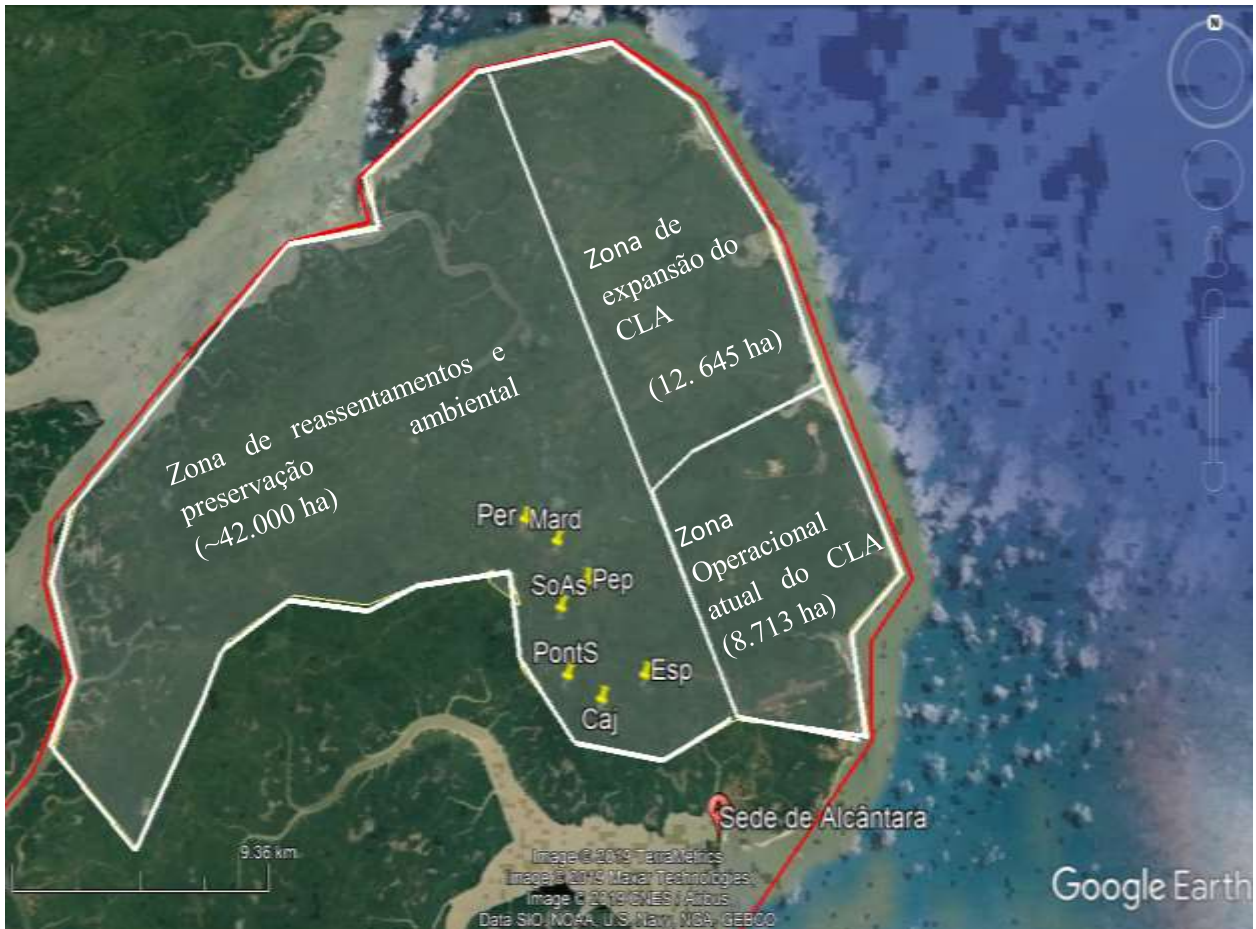 N
Zona de
expansão do
CLA
(12. 645 ha)
Zona de reassentamentos e
preservação ambiental
(~42.000 ha)
Per
Mard
Zona
Operacional
atual do CLA
(8.713 ha)
SoAs
Pep
PontS
Esp
Caj
Sede de Alcântara
9.36 km
Image © 2019 TerraMetrics
Image © 2019 Maxar Technologies
Image © 2019 CNES / Airbus
Data SIO, NOAA, U.S. Navy, NGA, GEBCO
Google Earth